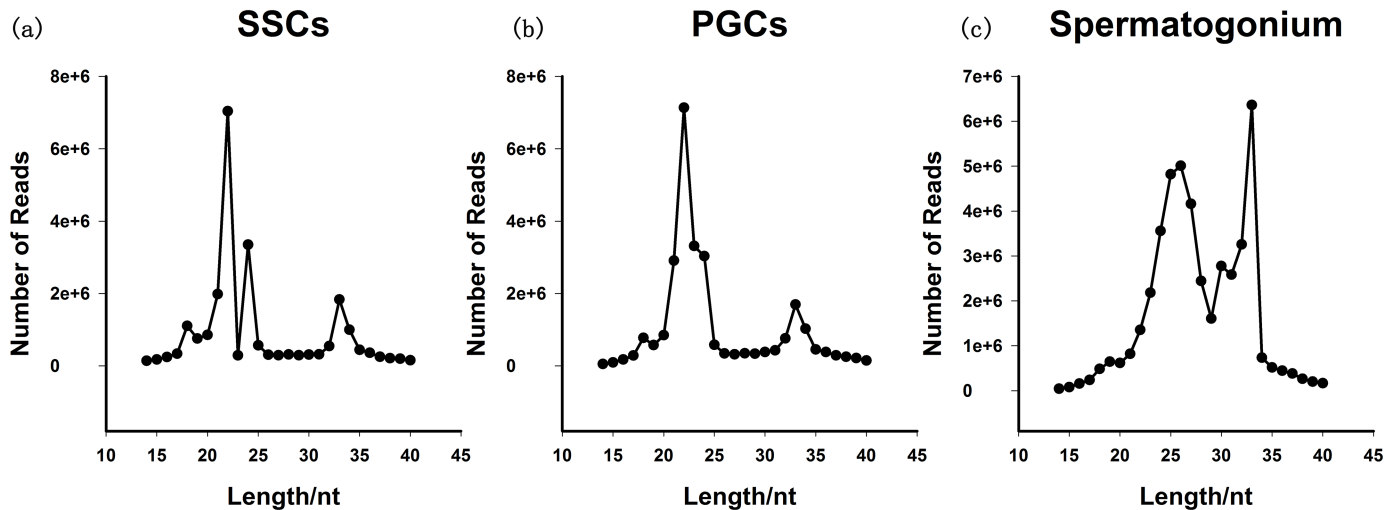 (a) SSCs
Number of Reads
8e+6
6e+6
4e+6
2e+6
0
10 15 20 25 30 35 40 45
Length/nt
(b) PGCs
Number of Reads
8e+6
6e+6
4e+6
2e+6
0
10 15 20 25 30 35 40 45
Length/nt
(c) Spermatogonium
Number of Reads
7e+6
6e+6
5e+6
4e+6
3e+6
2e+6
1e+6
0
10 15 20 25 30 35 40 45
Length/nt